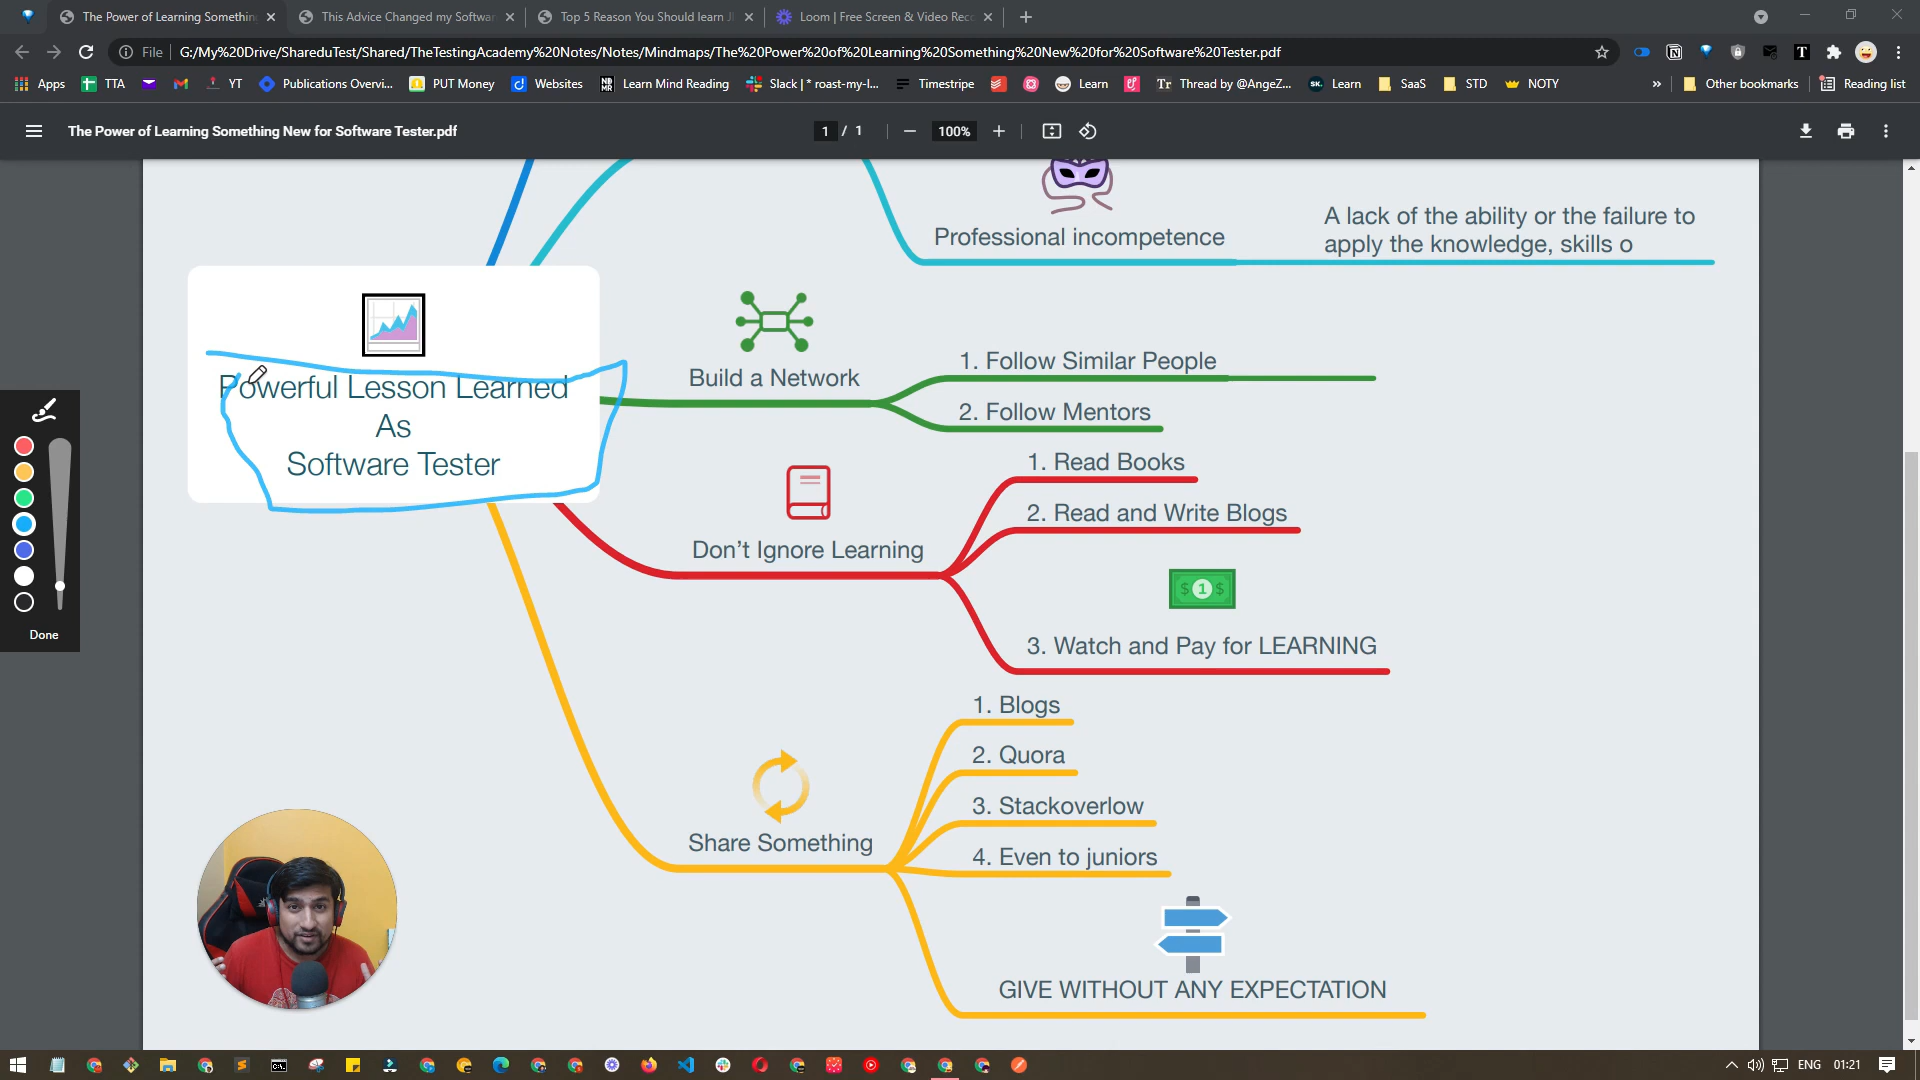 The Power of Learning Somethin
This Advice Changed my Softwar
Top 5 Reason You Should learn JI
Loom | Free Screen & Video Rec
File
G:/My%20Drive/ShareduTest/Shared/TheTestingAcademy%20Notes/Notes/Mindmaps/The%20Power%20of%20Learning%20Something%20New%20for%20Software%20Tester.pdf
Apps
TTA
YT
Publications Overvi...
PUT Money
Websites
Learn Mind Reading
Slack | * roast-my-l...
Timestripe
Learn
Thread by @AngeZ...
Learn
SaaS
STD
NOTY
»
Other bookmarks
Reading list
The Power of Learning Something New for Software Tester.pdf
1 / 1
100%
Professional incompetence
A lack of the ability or the failure to
apply the knowledge, skills o
Powerful Lesson Learned
As
Software Tester
Build a Network
1. Follow Similar People
2. Follow Mentors
Don't Ignore Learning
1. Read Books
2. Read and Write Blogs
$ 1 $
3. Watch and Pay for LEARNING
Share Something
1. Blogs
2. Quora
3. Stackoverlow
4. Even to juniors
GIVE WITHOUT ANY EXPECTATION
Done
ENG
01:21